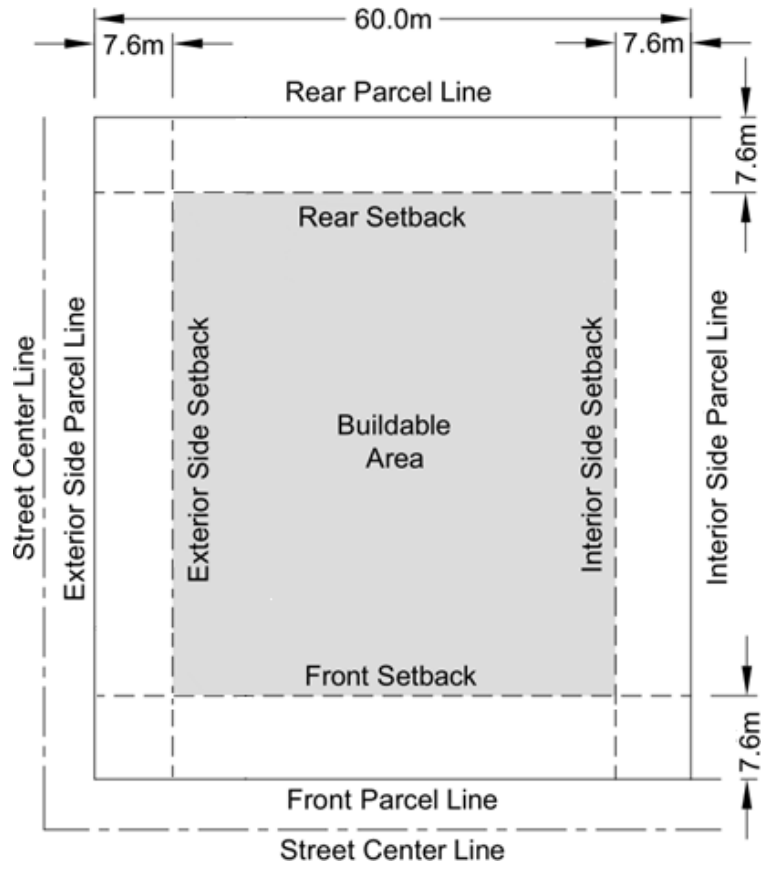 60.0m
7.6m
7.6m
Rear Parcel Line
7.6m
Rear Setback
Street Center Line
Exterior Side Parcel Line
Exterior Side Setback
Buildable
Area
Interior Side Setback
Interior Side Parcel Line
Front Setback
7.6m
Front Parcel Line
Street Center Line